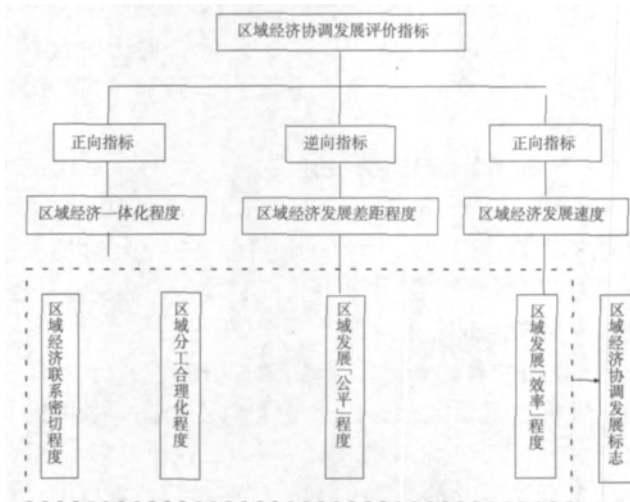 区域经济协调发展评价指标
正向指标
逆向指标
正向指标
区域经济一体化程度
区域经济发展差距程度
区域经济发展速度
区域经济联系密切程度
区域分工合理化程度
区域发展「公平」程度
区域发展「效率」程度
区域经济协调发展标志